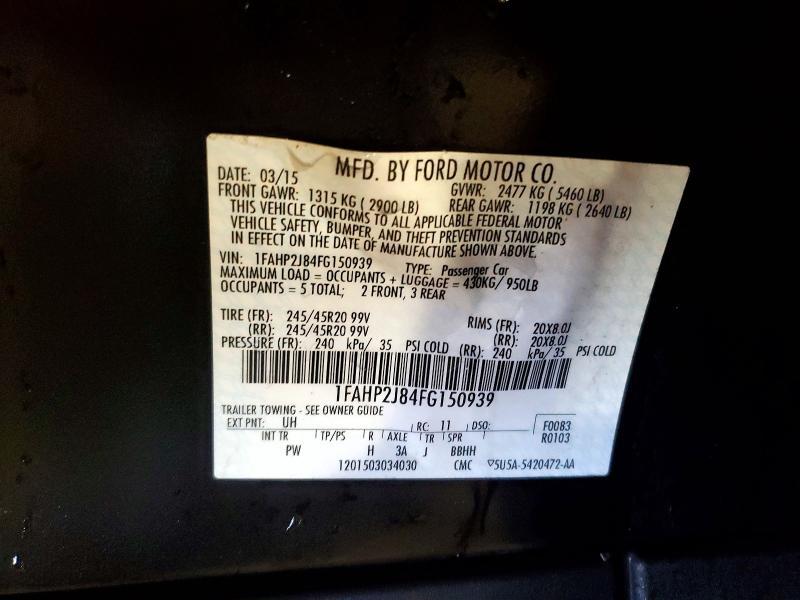 MFD. BY FORD MOTOR CO.
DATE: 03/15 GVWR: 2477 KG ( 5460 LB)
FRONT GAWR: 1315 KG ( 2900 LB) REAR GAWR: 1198 KG ( 2640 LB)
THIS VEHICLE CONFORMS TO ALL APPLICABLE FEDERAL MOTOR
VEHICLE SAFETY, BUMPER, AND THEFT PREVENTION STANDARDS
IN EFFECT ON THE DATE OF MANUFACTURE SHOWN ABOVE.
VIN: 1FAHP2J84FG150939 TYPE: Passenger Car
MAXIMUM LOAD = OCCUPANTS + LUGGAGE = 430KG/ 950LB
OCCUPANTS = 5 TOTAL; 2 FRONT, 3 REAR
TIRE (FR): 245/45R20 99V RIMS (FR): 20X8.0J
(RR): 245/45R20 99V (RR): 20X8.0J
PRESSURE (FR): 240 kPa/ 35 PSI COLD (RR): 240 kPa/ 35 PSI COLD
1FAHP2J84FG150939
TRAILER TOWING - SEE OWNER GUIDE
EXT PNT: UH RC: 11 DSO: F0083
INT TR TP/PS R AXLE TR SPR R0103
PW H 3A J BBHH
1201503034030 CMC ▽5U5A-5420472-AA